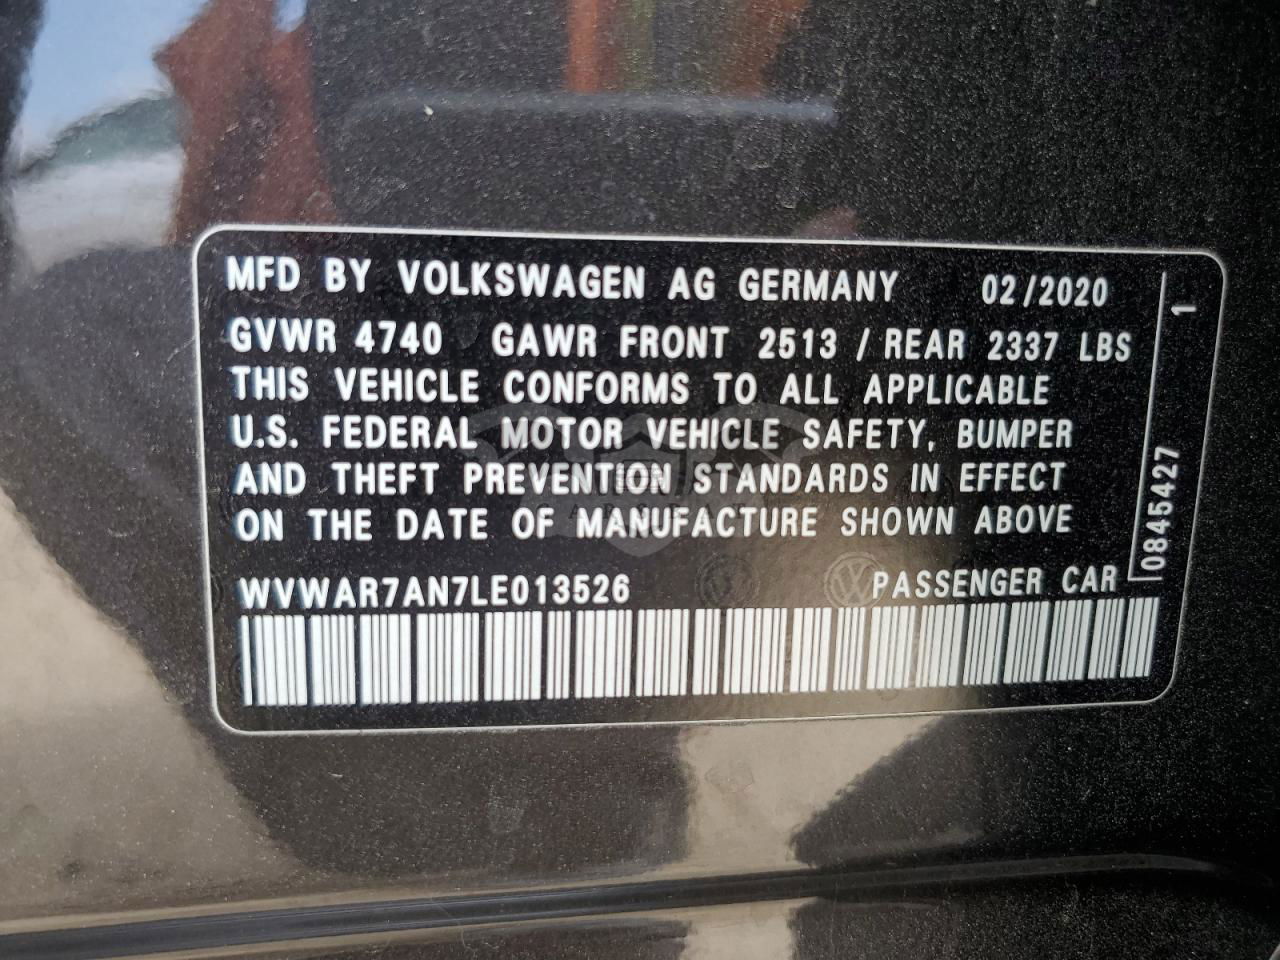 MFD BY VOLKSWAGEN AG GERMANY 02/2020
GVWR 4740 GAWR FRONT 2513 / REAR 2337 LBS
THIS VEHICLE CONFORMS TO ALL APPLICABLE
U.S. FEDERAL MOTOR VEHICLE SAFETY, BUMPER
AND THEFT PREVENTION STANDARDS IN EFFECT
ON THE DATE OF MANUFACTURE SHOWN ABOVE
WVWAR7AN7LE013526 PASSENGER CAR
0845427
1